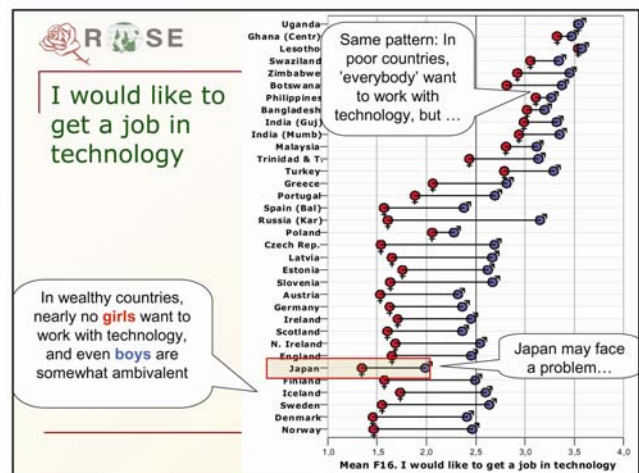 R SE
I would like to
get a job in
technology
In wealthy countries,
nearly no girls want to
work with technology,
and even boys are
somewhat ambivalent
Uganda
Ghana (Centr)
Lesotho
Swaziland
Zimbabwe
Botswana
Philippines
Bangladesh
India (Guj)
India (Mumb)
Malaysia
Trinidad & T.
Turkey
Greece
Portugal
Spain (Bal)
Russia (Kar)
Poland
Czech Rep.
Latvia
Estonia
Slovenia
Austria
Germany
Ireland
Scotland
N. Ireland
England
Japan
Finland
Iceland
Sweden
Denmark
Norway
Same pattern: In
poor countries,
'everybody' want
to work with
technology, but ...
Japan may face
a problem...
1,0 1,5 2,0 2,5 3,0 3,5 4,0
Mean F16. I would like to get a job in technology